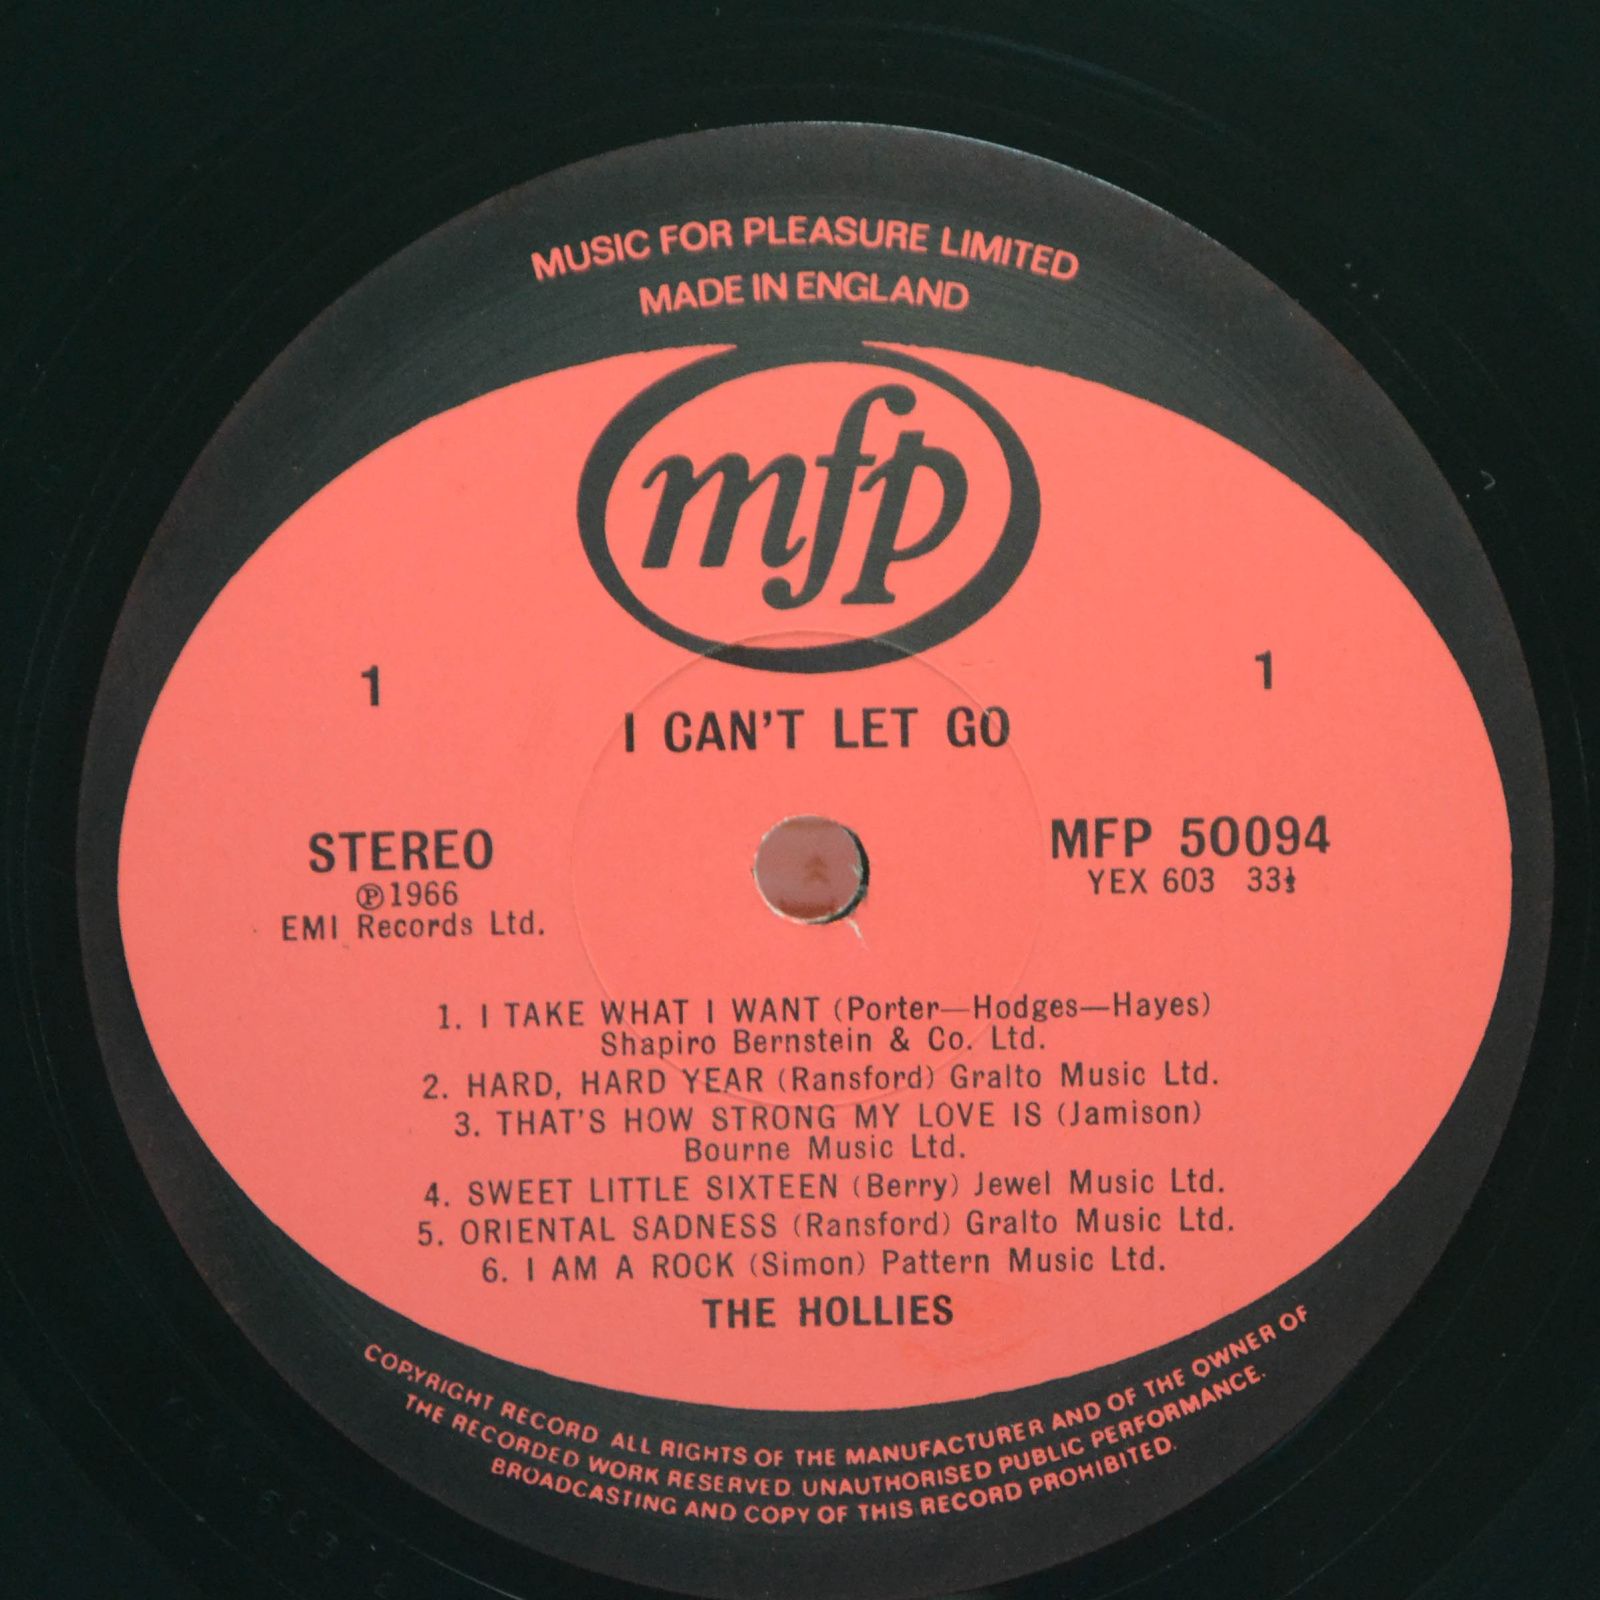 MUSIC FOR PLEASURE LIMITED
MADE IN ENGLAND
mfp
1 1
I CAN'T LET GO
STEREO MFP 50094
℗1966 YEX 603 33⅓
EMI Records Ltd.
1. I TAKE WHAT I WANT (Porter—Hodges—Hayes)
Shapiro Bernstein & Co. Ltd.
2. HARD, HARD YEAR (Ransford) Gralto Music Ltd.
3. THAT'S HOW STRONG MY LOVE IS (Jamison)
Bourne Music Ltd.
4. SWEET LITTLE SIXTEEN (Berry) Jewel Music Ltd.
5. ORIENTAL SADNESS (Ransford) Gralto Music Ltd.
6. I AM A ROCK (Simon) Pattern Music Ltd.
THE HOLLIES
COPYRIGHT RECORD ALL RIGHTS OF THE MANUFACTURER AND OF THE OWNER OF
THE RECORDED WORK RESERVED. UNAUTHORISED PUBLIC PERFORMANCE.
BROADCASTING AND COPY OF THIS RECORD PROHIBITED.